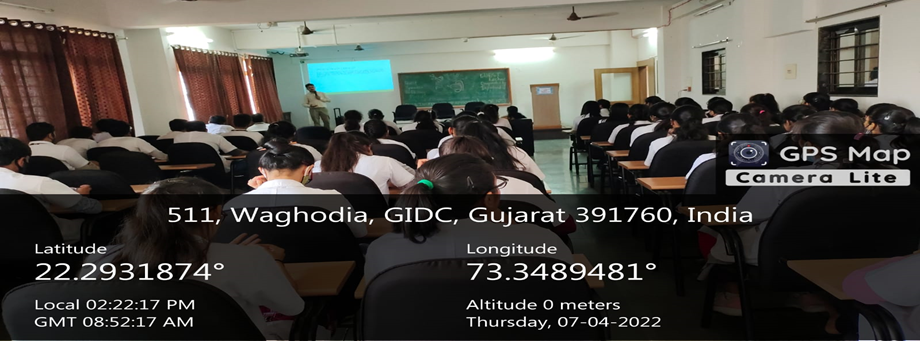 GPS Map
Camera Lite
511, Waghodia, GIDC, Gujarat 391760, India
Latitude
22.2931874°
Longitude
73.3489481°
Local 02:22:17 PM
GMT 08:52:17 AM
Altitude 0 meters
Thursday, 07-04-2022